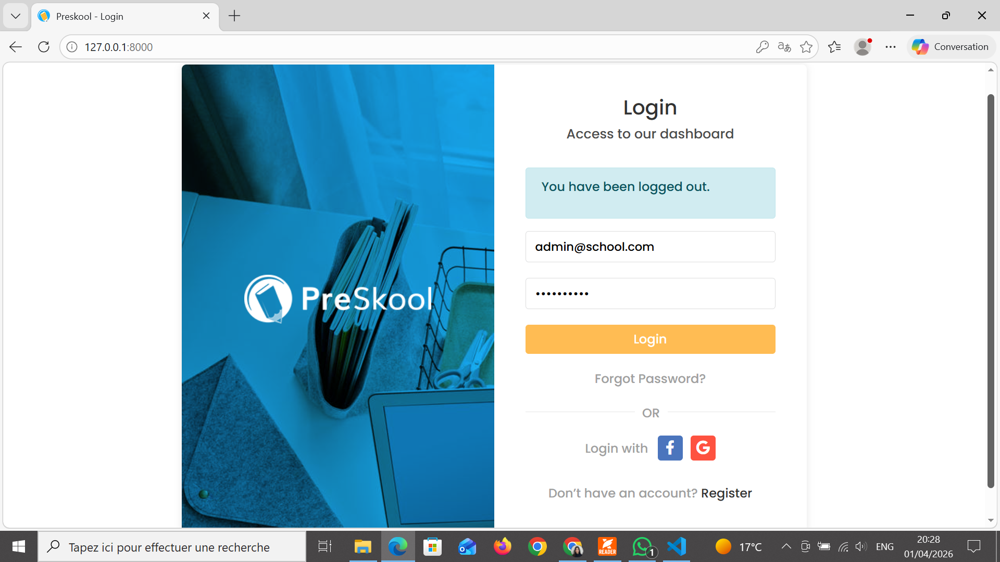 Preskool - Login
127.0.0.1:8000
Conversation
Login
Access to our dashboard
You have been logged out.
admin@school.com
••••••••••
Login
Forgot Password?
OR
Login with
Don’t have an account? Register
PreSkool
Tapez ici pour effectuer une recherche
READER
1
17°C
ENG
20:28
01/04/2026